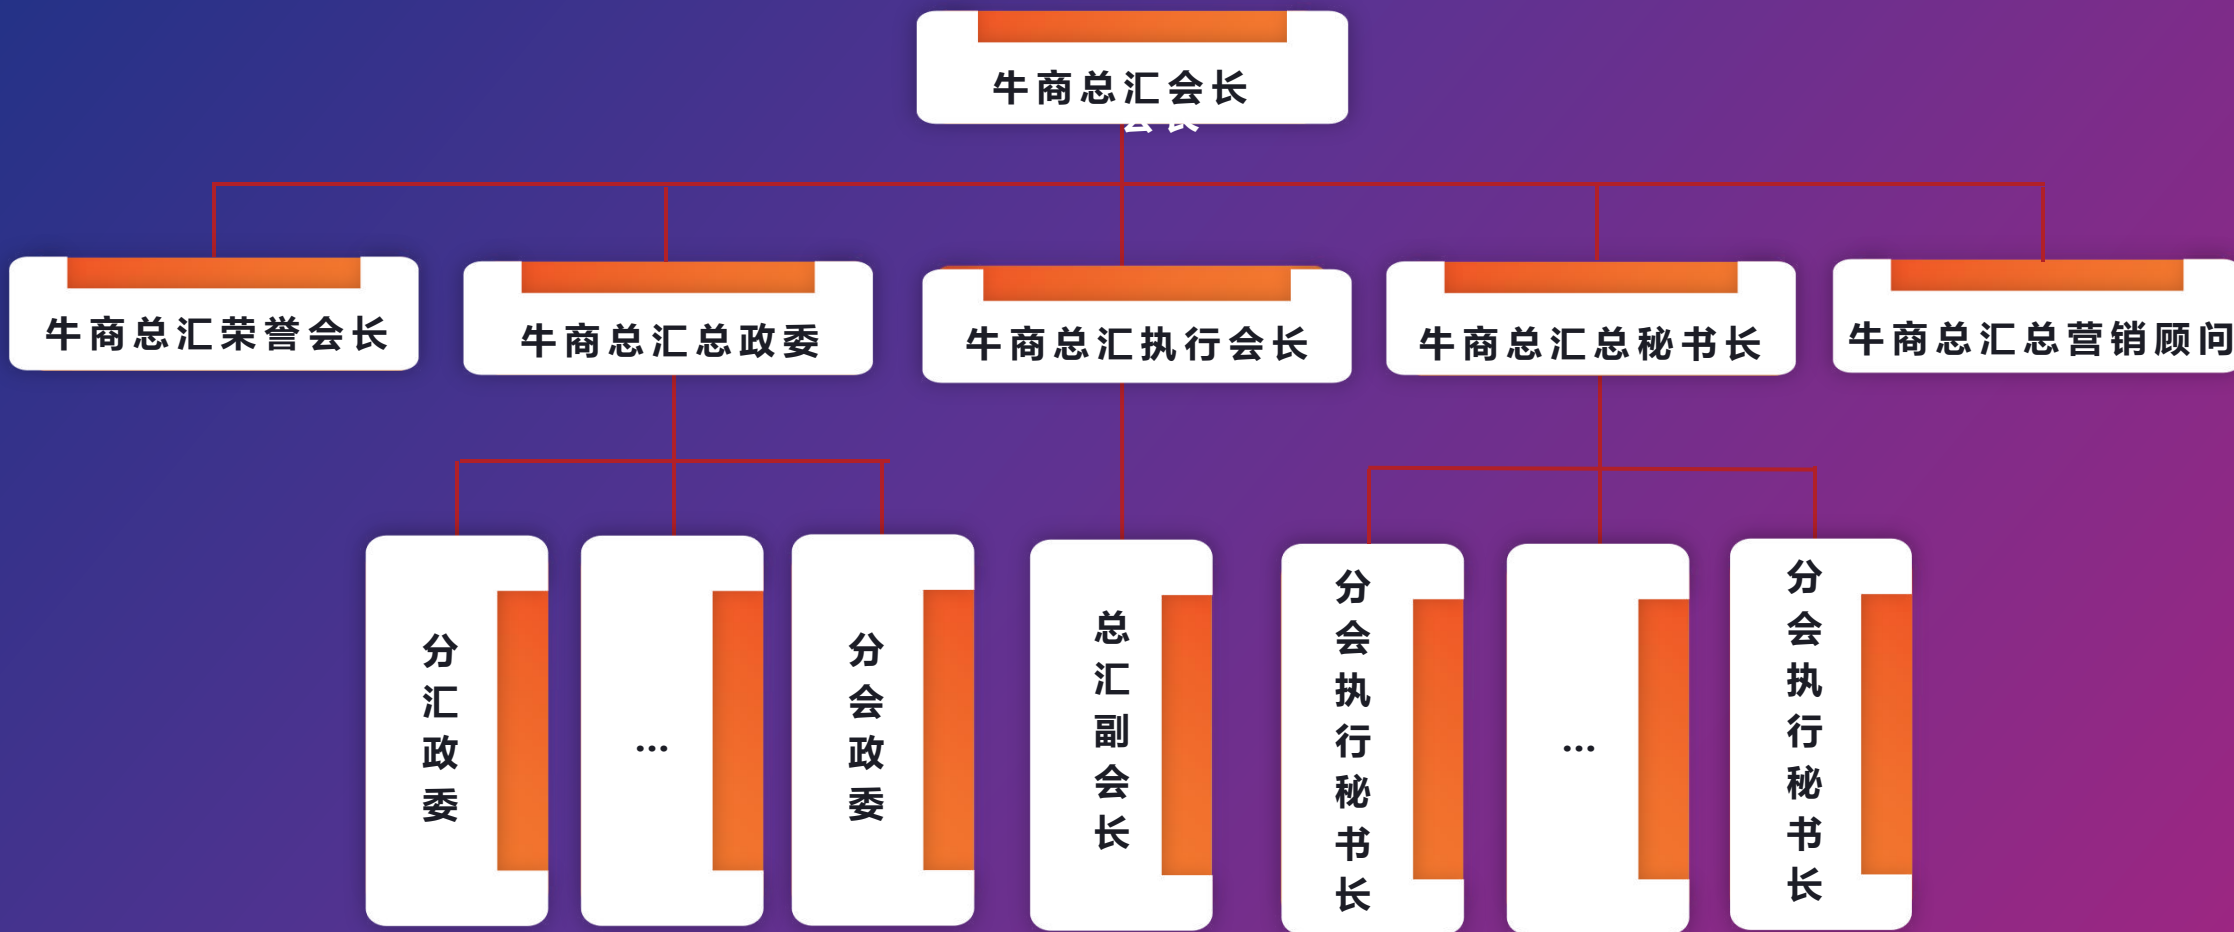 牛商总汇会长
会长
牛商总汇荣誉会长
牛商总汇总政委
牛商总汇执行会长
牛商总汇总秘书长
牛商总汇总营销顾问
分汇政委
...
分会政委
总汇副会长
分会执行秘书长
...
分会执行秘书长